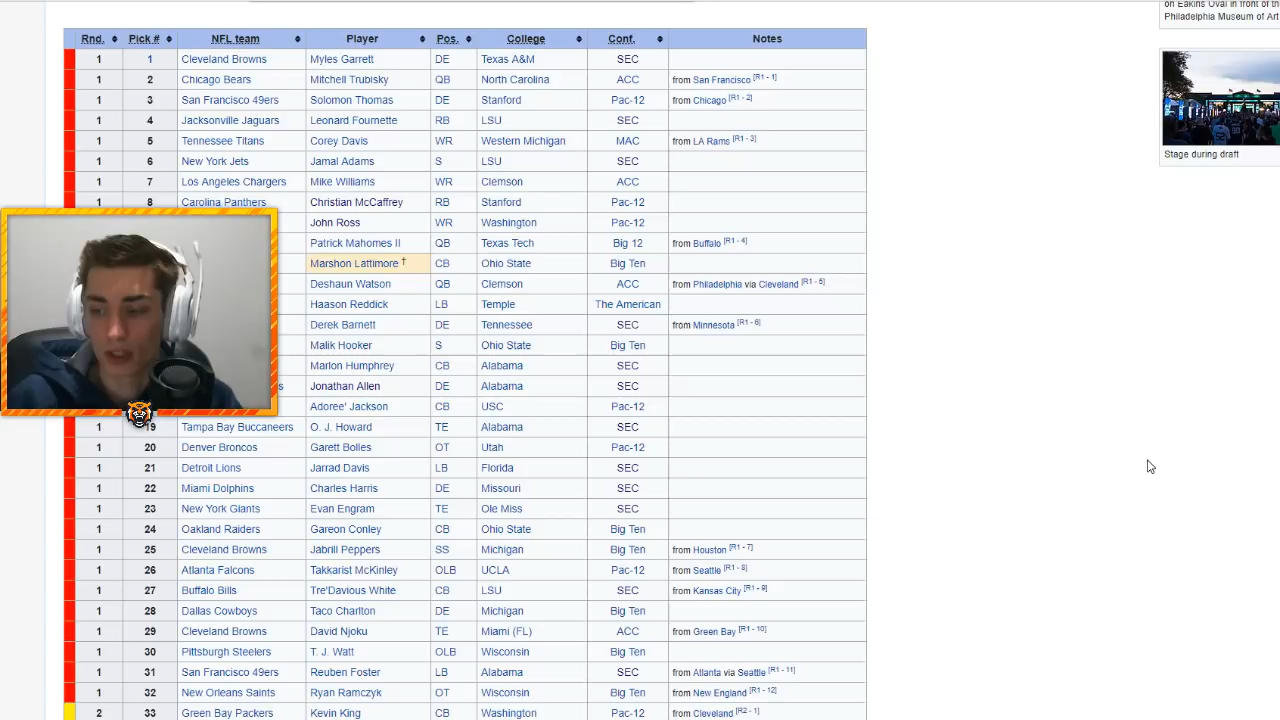 on Eakins Oval in front of the
Philadelphia Museum of Art
Rnd. Pick # NFL team Player Pos. College Conf. Notes
1 1 Cleveland Browns Myles Garrett DE Texas A&M SEC
1 2 Chicago Bears Mitchell Trubisky QB North Carolina ACC from San Francisco [R1 - 1]
1 3 San Francisco 49ers Solomon Thomas DE Stanford Pac-12 from Chicago [R1 - 2]
1 4 Jacksonville Jaguars Leonard Fournette RB LSU SEC
1 5 Tennessee Titans Corey Davis WR Western Michigan MAC from LA Rams [R1 - 3]
Stage during draft
1 6 New York Jets Jamal Adams S LSU SEC
1 7 Los Angeles Chargers Mike Williams WR Clemson ACC
1 8 Carolina Panthers Christian McCaffrey RB Stanford Pac-12
John Ross WR Washington Pac-12
Patrick Mahomes II QB Texas Tech Big 12 from Buffalo [R1 - 4]
Marshon Lattimore † CB Ohio State Big Ten
Deshaun Watson QB Clemson ACC from Philadelphia via Cleveland [R1 - 5]
Haason Reddick LB Temple The American
Derek Barnett DE Tennessee SEC from Minnesota [R1 - 6]
Malik Hooker S Ohio State Big Ten
Marlon Humphrey CB Alabama SEC
s Jonathan Allen DE Alabama SEC
Adoree' Jackson CB USC Pac-12
1 19 Tampa Bay Buccaneers O. J. Howard TE Alabama SEC
1 20 Denver Broncos Garett Bolles OT Utah Pac-12
1 21 Detroit Lions Jarrad Davis LB Florida SEC
1 22 Miami Dolphins Charles Harris DE Missouri SEC
1 23 New York Giants Evan Engram TE Ole Miss SEC
1 24 Oakland Raiders Gareon Conley CB Ohio State Big Ten
1 25 Cleveland Browns Jabrill Peppers SS Michigan Big Ten from Houston [R1 - 7]
1 26 Atlanta Falcons Takkarist McKinley OLB UCLA Pac-12 from Seattle [R1 - 8]
1 27 Buffalo Bills Tre'Davious White CB LSU SEC from Kansas City [R1 - 9]
1 28 Dallas Cowboys Taco Charlton DE Michigan Big Ten
1 29 Cleveland Browns David Njoku TE Miami (FL) ACC from Green Bay [R1 - 10]
1 30 Pittsburgh Steelers T. J. Watt OLB Wisconsin Big Ten
1 31 San Francisco 49ers Reuben Foster LB Alabama SEC from Atlanta via Seattle [R1 - 11]
1 32 New Orleans Saints Ryan Ramczyk OT Wisconsin Big Ten from New England [R1 - 12]
2 33 Green Bay Packers Kevin King CB Washington Pac-12 from Cleveland [R2 - 1]